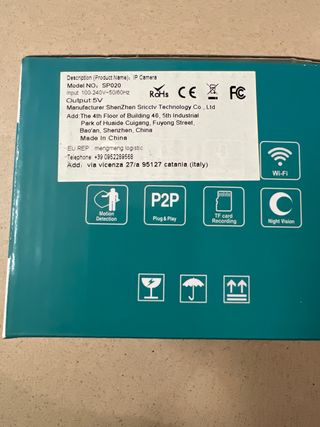 Description (Product Name): IP Camera
Model NO.: SP020
Input 100-240V~50/60Hz
Output 5V
RoHS CE FC
Manufacturer ShenZhen Sricctv Technology Co., Ltd
Add:The 4th Floor of Building 46, 5th Industrial
Park of Huaide Cuigang, Fuyong Street,
Bao'an, Shenzhen, China
Made In China
EU REP: mengmeng logistic
Telephone: +39 0952289568
Add: via vicenza 27/a 95127 catania (Italy)
Wi-Fi
P2P
Motion
Detection
Plug & Play
TF card
Recording
Night Vision